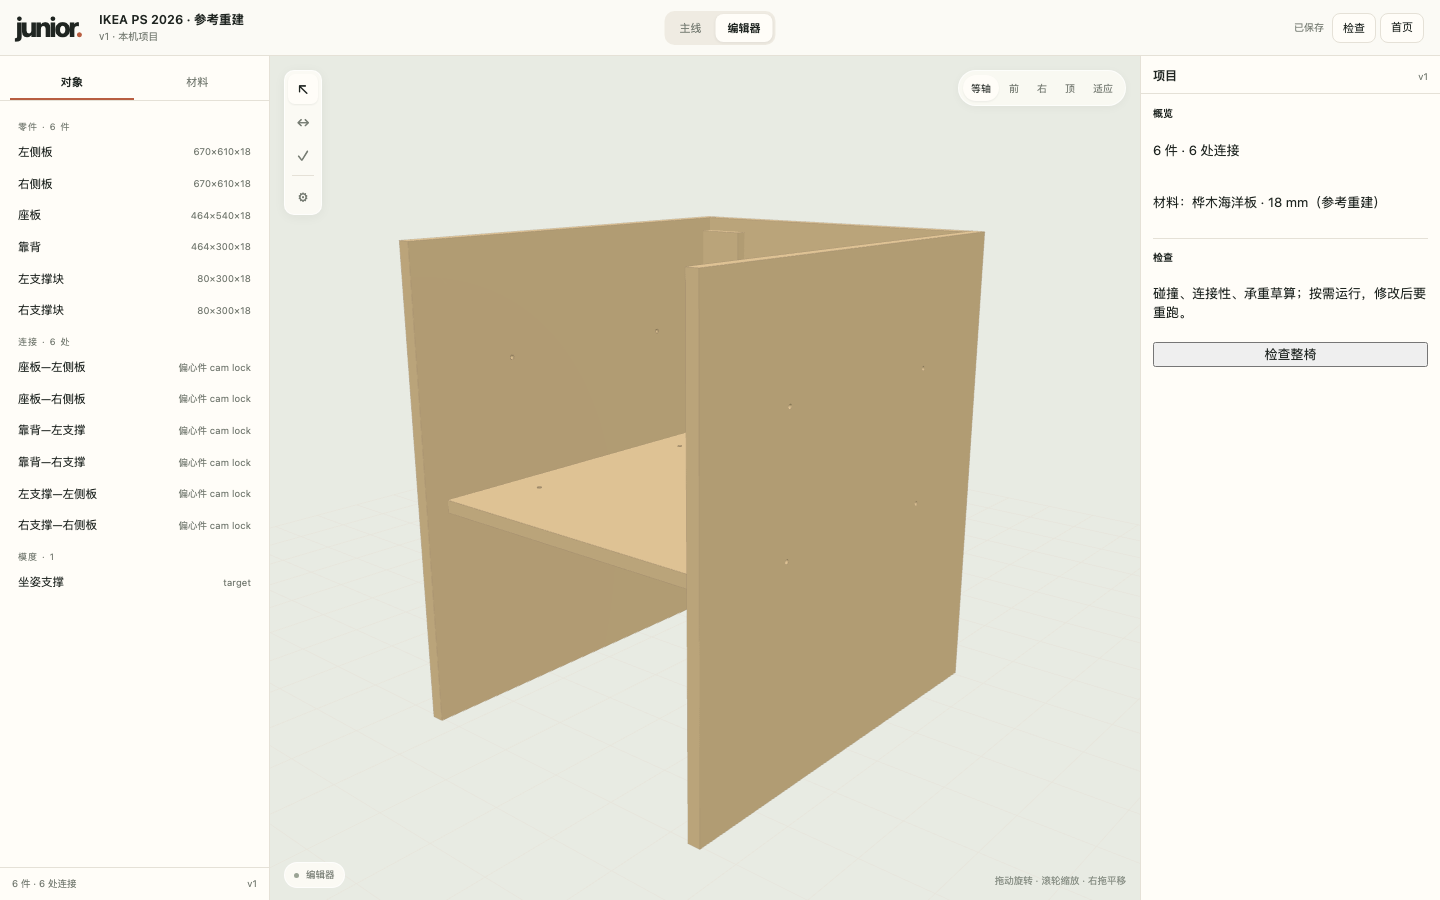 junior.
IKEA PS 2026 · 参考重建
v1 · 本机项目
主线
编辑器
已保存
检查
首页
对象
材料
零件 · 6 件
左侧板 670×610×18
右侧板 670×610×18
座板 464×540×18
靠背 464×300×18
左支撑块 80×300×18
右支撑块 80×300×18
连接 · 6 处
座板—左侧板 偏心件 cam lock
座板—右侧板 偏心件 cam lock
靠背—左支撑 偏心件 cam lock
靠背—右支撑 偏心件 cam lock
左支撑—左侧板 偏心件 cam lock
右支撑—右侧板 偏心件 cam lock
模度 · 1
坐姿支撑 target
6 件 · 6 处连接 v1
等轴 前 右 顶 适应
编辑器
拖动旋转 · 滚轮缩放 · 右拖平移
项目 v1
概览
6 件 · 6 处连接
材料：桦木海洋板 · 18 mm（参考重建）
检查
碰撞、连接性、承重草算；按需运行，修改后要
重跑。
检查整椅